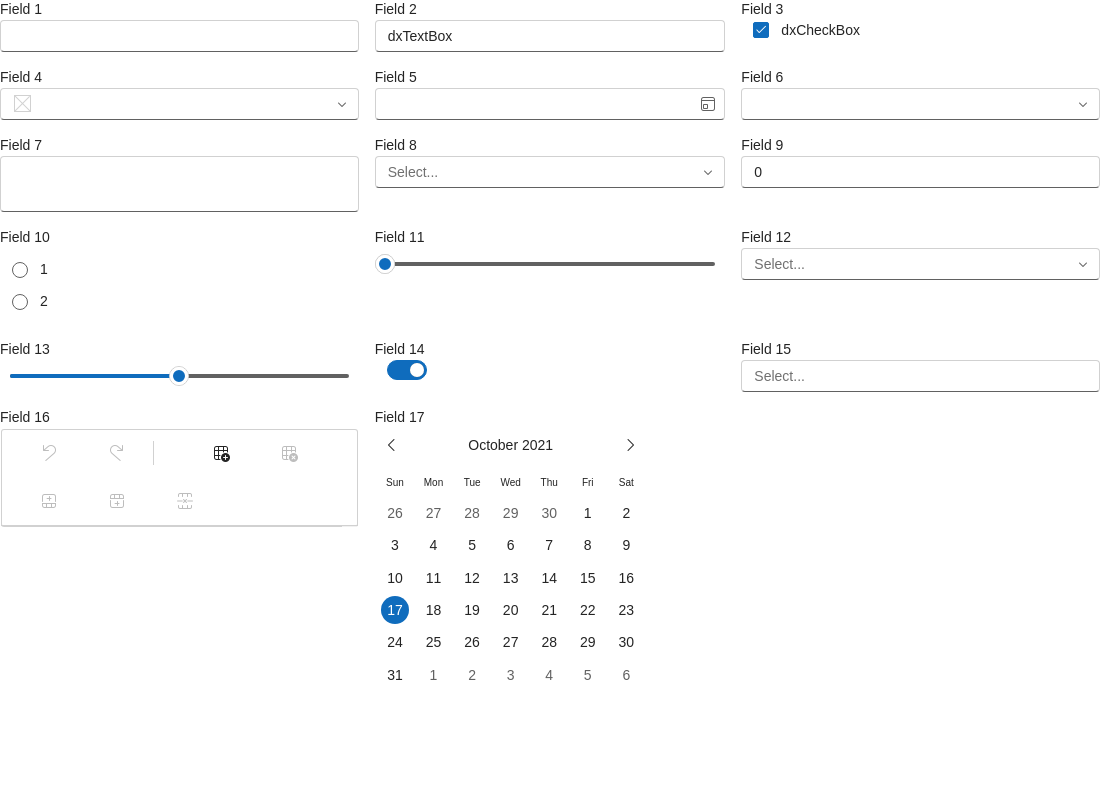 Field 1
Field 2
dxTextBox
Field 3
dxCheckBox
Field 4
Field 5
Field 6
Field 7
Field 8
Select...
Field 9
0
Field 10
1
2
Field 11
Field 12
Select...
Field 13
Field 14
Field 15
Select...
Field 16
Field 17
October 2021
Sun Mon Tue Wed Thu Fri Sat
26 27 28 29 30 1 2
3 4 5 6 7 8 9
10 11 12 13 14 15 16
17 18 19 20 21 22 23
24 25 26 27 28 29 30
31 1 2 3 4 5 6